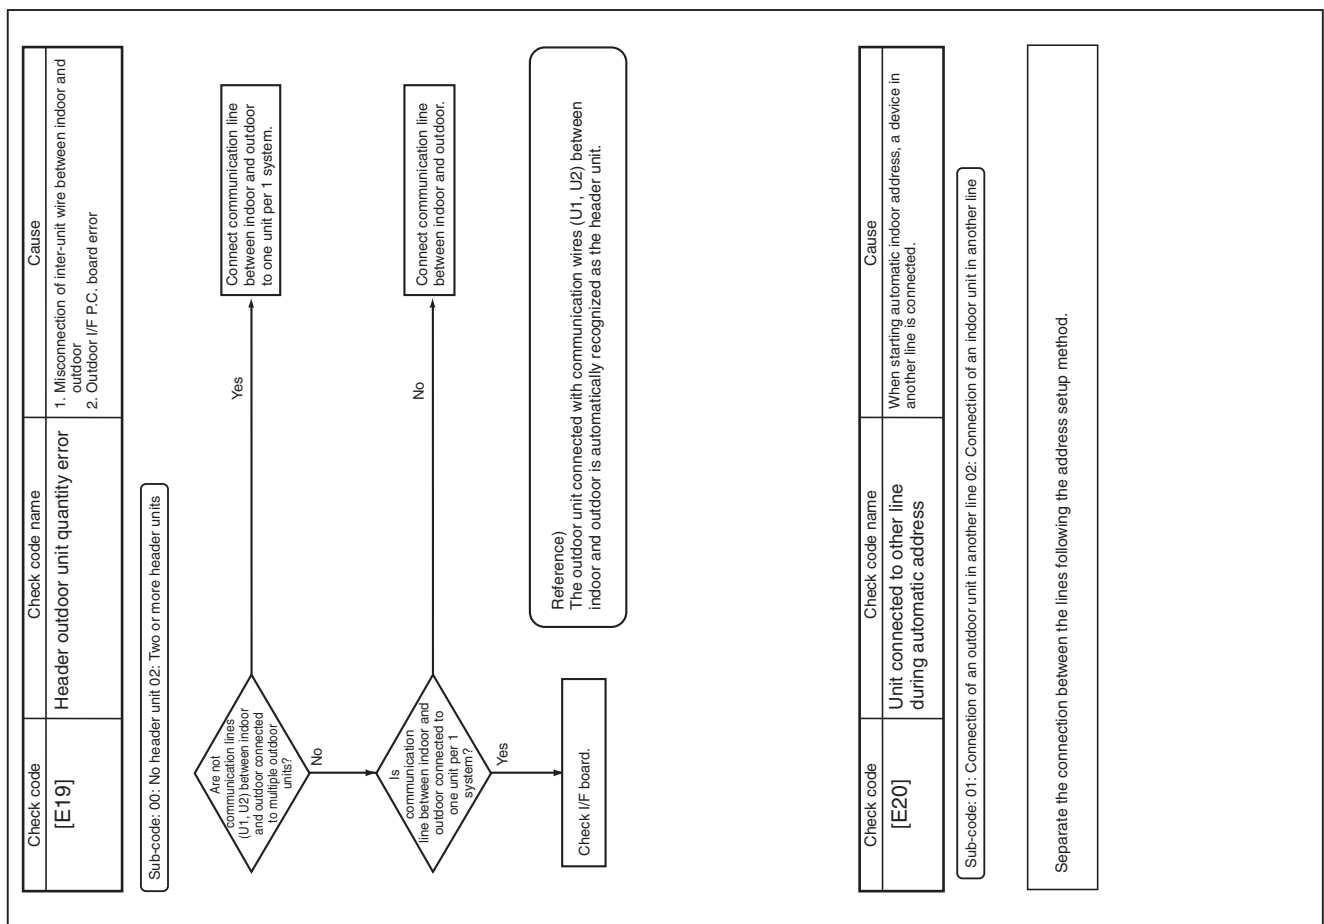 Check code
Check code name
Cause
[E19]
Header outdoor unit quantity error
1. Misconnection of inter-unit wire between indoor and
outdoor
2. Outdoor I/F P.C. board error
Sub-code: 00: No header unit 02: Two or more header units
Are not
communication lines
(U1, U2) between indoor
and outdoor connected
to multiple outdoor
units?
Yes
Connect communication line
between indoor and outdoor
to one unit per 1 system.
No
Is
communication
line between indoor and
outdoor connected to
one unit per 1
system?
No
Connect communication line
between indoor and outdoor.
Yes
Check I/F board.
Reference)
The outdoor unit connected with communication wires (U1, U2) between
indoor and outdoor is automatically recognized as the header unit.
Check code
Check code name
Cause
[E20]
Unit connected to other line
during automatic address
When starting automatic indoor address, a device in
another line is connected.
Sub-code: 01: Connection of an outdoor unit in another line 02: Connection of an indoor unit in another line
Separate the connection between the lines following the address setup method.